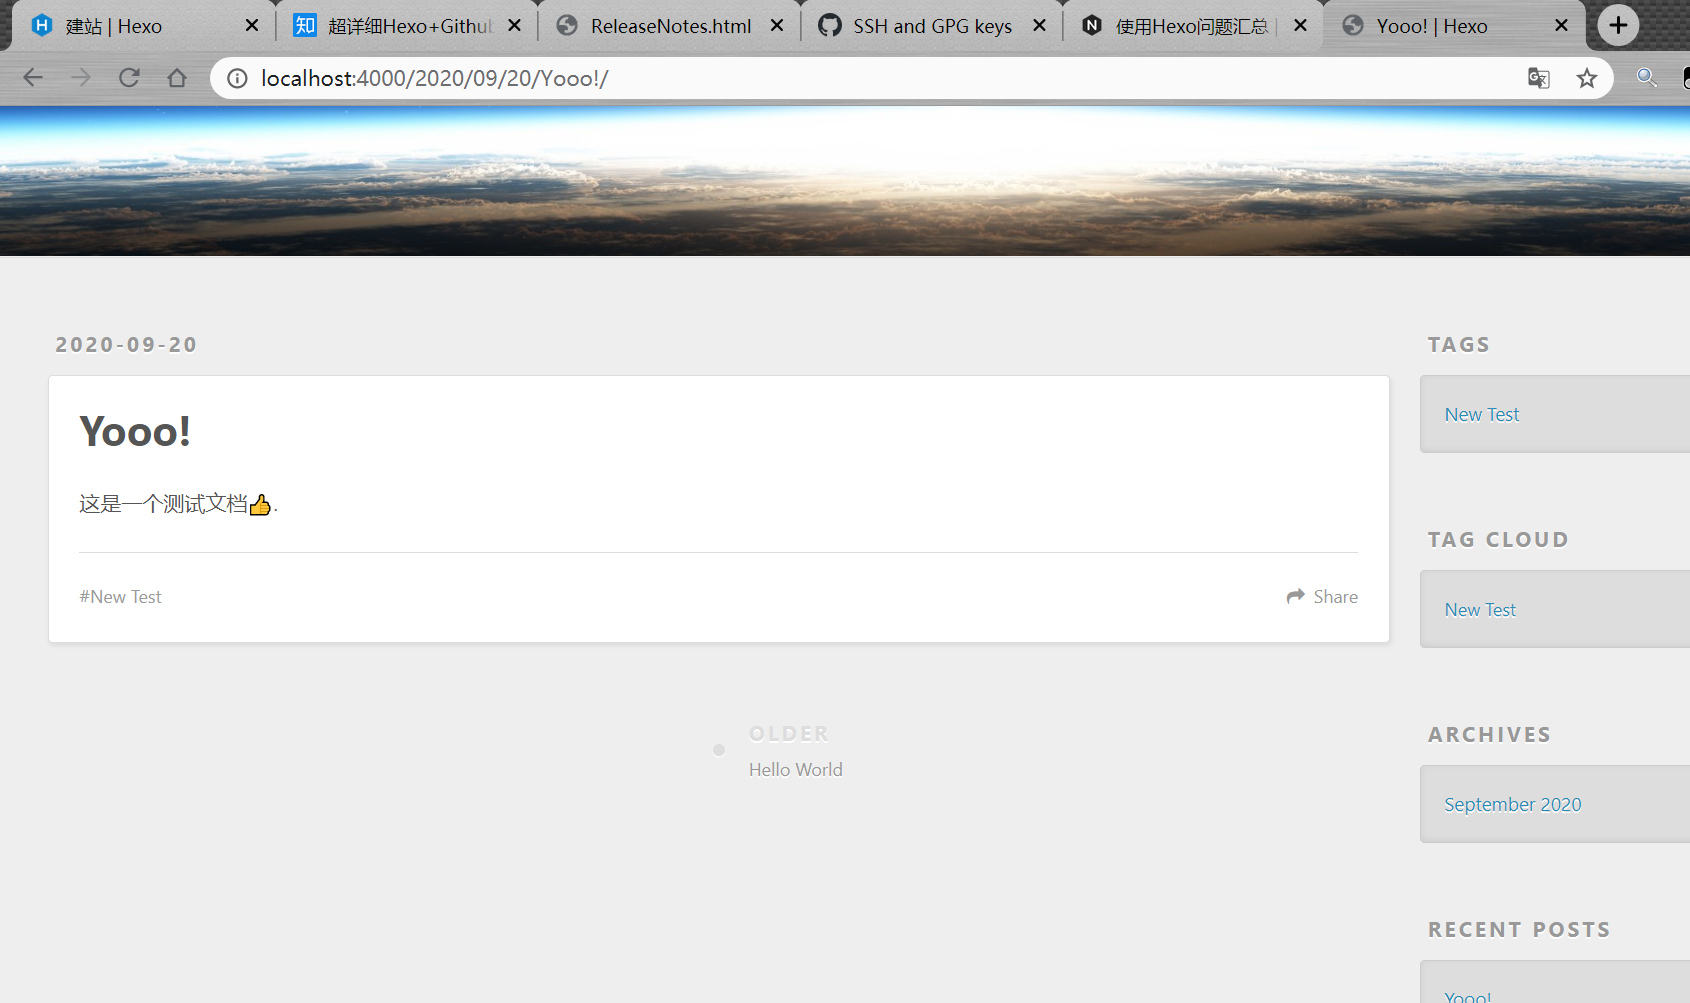 建站 | Hexo
超详细Hexo+Github
ReleaseNotes.html
SSH and GPG keys
使用Hexo问题汇总 |
Yooo! | Hexo
localhost:4000/2020/09/20/Yooo!/
2020-09-20
Yooo!
这是一个测试文档👍.
#New Test
Share
OLDER
Hello World
TAGS
New Test
TAG CLOUD
New Test
ARCHIVES
September 2020
RECENT POSTS
Yooo!